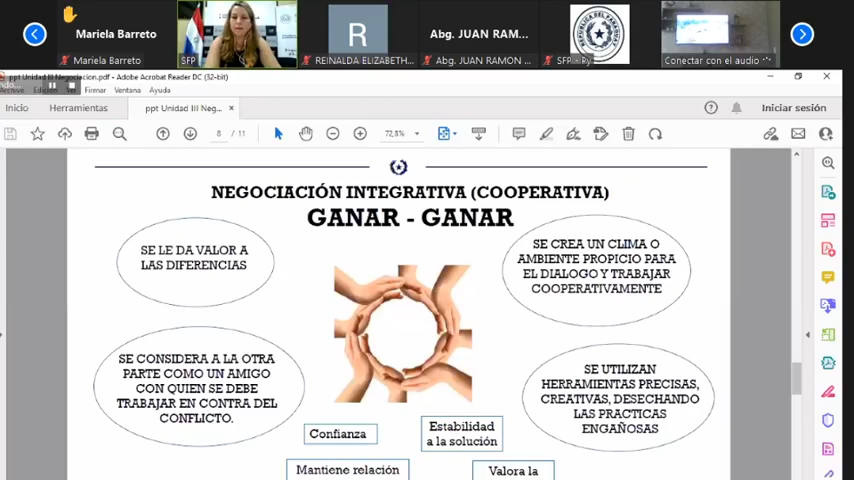 Mariela Barreto
Mariela Barreto
SFP
R
REINALDA ELIZABETH...
Abg. JUAN RAM...
Abg. JUAN RAMON ...
REPUBLICA DEL PARAGUAY
SFP - Ry
Conectar con el audio
ppt Unidad III Negociacion.pdf - Adobe Acrobat Reader DC (32-bit)
Firmar Ventana Ayuda
Inicio Herramientas ppt Unidad III Neg... × Iniciar sesión
8 / 11 72,8%
NEGOCIACIÓN INTEGRATIVA (COOPERATIVA)
GANAR - GANAR
SE LE DA VALOR A
LAS DIFERENCIAS
SE CREA UN CLIMA O
AMBIENTE PROPICIO PARA
EL DIALOGO Y TRABAJAR
COOPERATIVAMENTE
SE CONSIDERA A LA OTRA
PARTE COMO UN AMIGO
CON QUIEN SE DEBE
TRABAJAR EN CONTRA DEL
CONFLICTO.
SE UTILIZAN
HERRAMIENTAS PRECISAS,
CREATIVAS, DESECHANDO
LAS PRACTICAS
ENGAÑOSAS
Confianza
Estabilidad
a la solución
Mantiene relación
Valora la